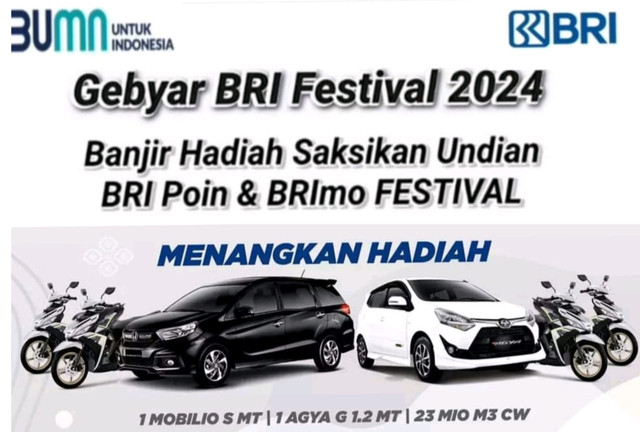 BUMN UNTUK
INDONESIA
BRI
Gebyar BRI Festival 2024
Banjir Hadiah Saksikan Undian
BRI Poin & BRImo FESTIVAL
MENANGKAN HADIAH
1 MOBILIO S MT | 1 AGYA G 1.2 MT | 23 MIO M3 CW